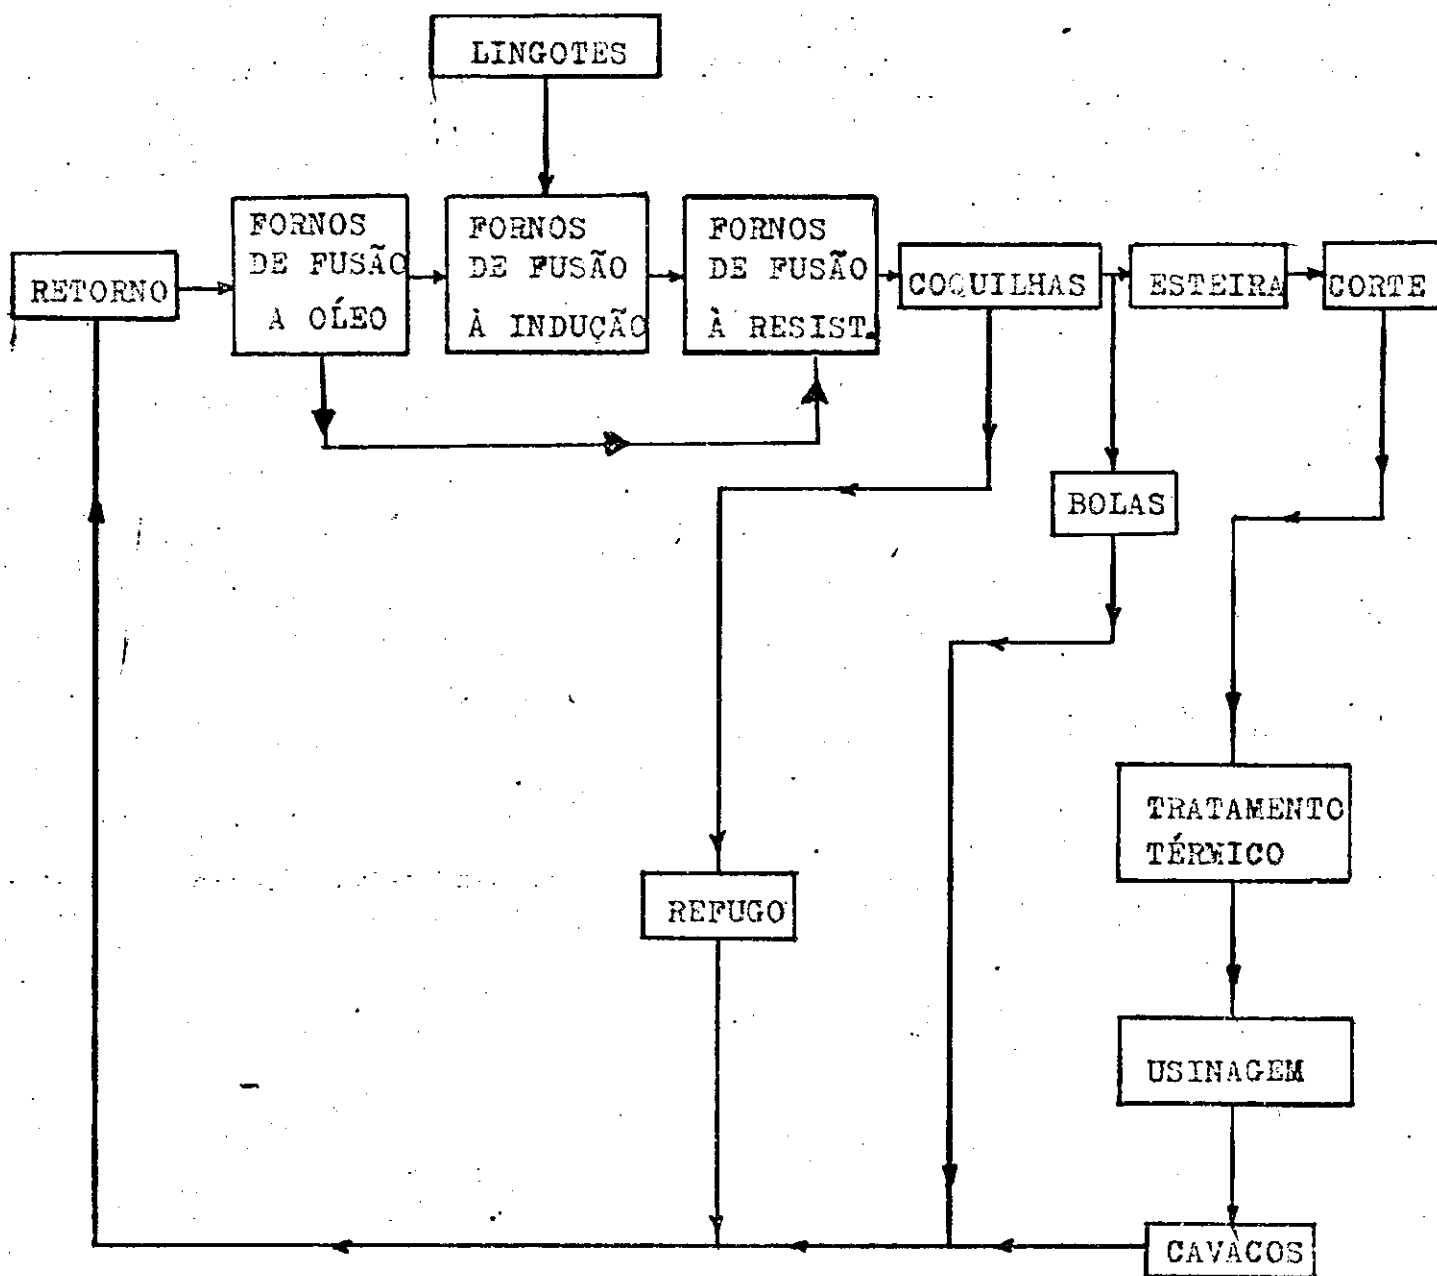 LINGOTES
FORNOS
DE FUSÃO
A ÓLEO
FORNOS
DE FUSÃO
À INDUÇÃO
FORNOS
DE FUSÃO
À RESIST.
RETORNO
COQUILHAS
ESTEIRA
CORTE
BOLAS
TRATAMENTO
TÉRMICO
REFUGO
USINAGEM
CAVACOS